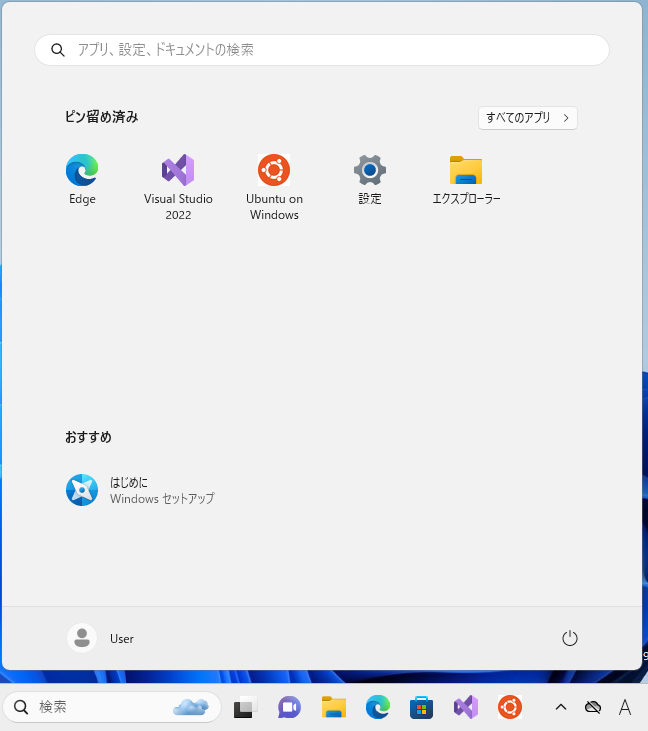 アプリ、設定、ドキュメントの検索
ピン留め済み
すべてのアプリ
Edge
Visual Studio
2022
Ubuntu on
Windows
設定
エクスプローラー
おすすめ
はじめに
Windows セットアップ
User
検索
A